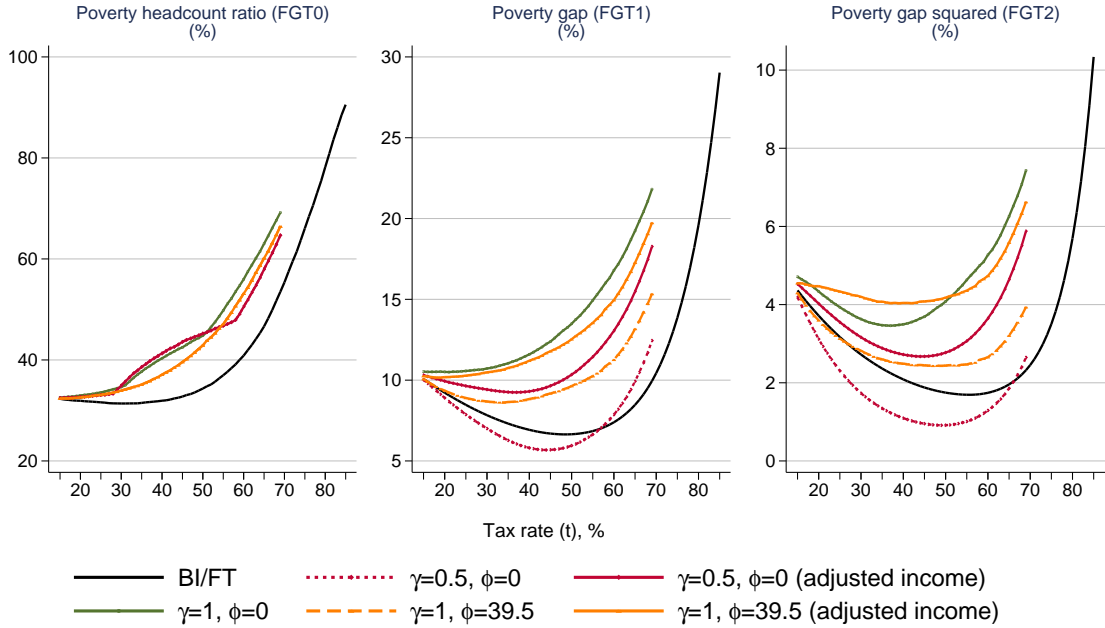 Poverty headcount ratio (FGT0)
(%)
Poverty gap (FGT1)
(%)
Poverty gap squared (FGT2)
(%)
100
80
60
40
20
20 30 40 50 60 70 80
30
25
20
15
10
5
20 30 40 50 60 70 80
10
8
6
4
2
0
20 30 40 50 60 70 80
Tax rate (t), %
BI/FT
γ=0.5, ϕ=0
γ=0.5, ϕ=0 (adjusted income)
γ=1, ϕ=0
γ=1, ϕ=39.5
γ=1, ϕ=39.5 (adjusted income)